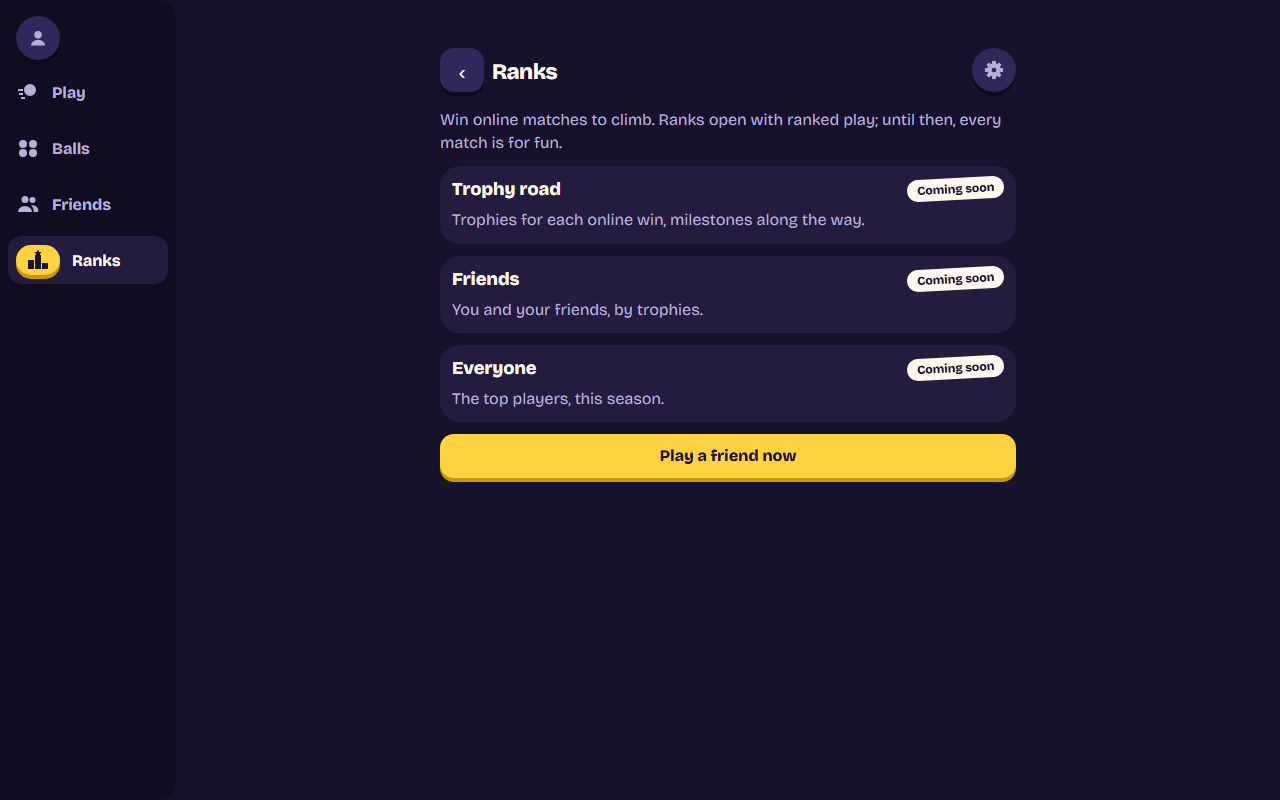 Play
Balls
Friends
Ranks
‹ Ranks
Win online matches to climb. Ranks open with ranked play; until then, every
match is for fun.
Trophy road
Coming soon
Trophies for each online win, milestones along the way.
Friends
Coming soon
You and your friends, by trophies.
Everyone
Coming soon
The top players, this season.
Play a friend now